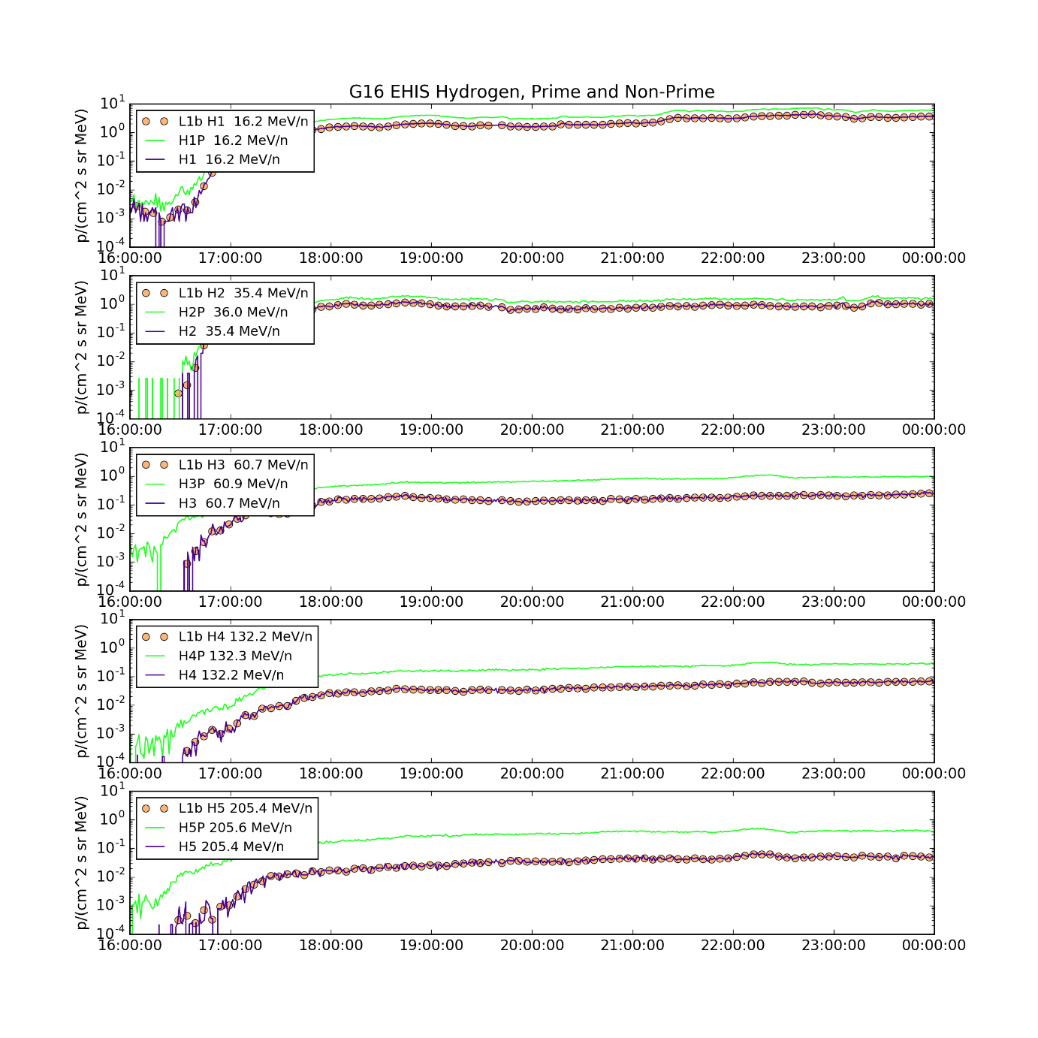 G16 EHIS Hydrogen, Prime and Non-Prime
p/(cm^2 s sr MeV)
10^1
10^0
10^-1
10^-2
10^-3
10^-4
L1b H1 16.2 MeV/n
H1P 16.2 MeV/n
H1 16.2 MeV/n
16:00:00 17:00:00 18:00:00 19:00:00 20:00:00 21:00:00 22:00:00 23:00:00 00:00:00
p/(cm^2 s sr MeV)
10^1
10^0
10^-1
10^-2
10^-3
10^-4
L1b H2 35.4 MeV/n
H2P 36.0 MeV/n
H2 35.4 MeV/n
16:00:00 17:00:00 18:00:00 19:00:00 20:00:00 21:00:00 22:00:00 23:00:00 00:00:00
p/(cm^2 s sr MeV)
10^1
10^0
10^-1
10^-2
10^-3
10^-4
L1b H3 60.7 MeV/n
H3P 60.9 MeV/n
H3 60.7 MeV/n
16:00:00 17:00:00 18:00:00 19:00:00 20:00:00 21:00:00 22:00:00 23:00:00 00:00:00
p/(cm^2 s sr MeV)
10^1
10^0
10^-1
10^-2
10^-3
10^-4
L1b H4 132.2 MeV/n
H4P 132.3 MeV/n
H4 132.2 MeV/n
16:00:00 17:00:00 18:00:00 19:00:00 20:00:00 21:00:00 22:00:00 23:00:00 00:00:00
p/(cm^2 s sr MeV)
10^1
10^0
10^-1
10^-2
10^-3
10^-4
L1b H5 205.4 MeV/n
H5P 205.6 MeV/n
H5 205.4 MeV/n
16:00:00 17:00:00 18:00:00 19:00:00 20:00:00 21:00:00 22:00:00 23:00:00 00:00:00